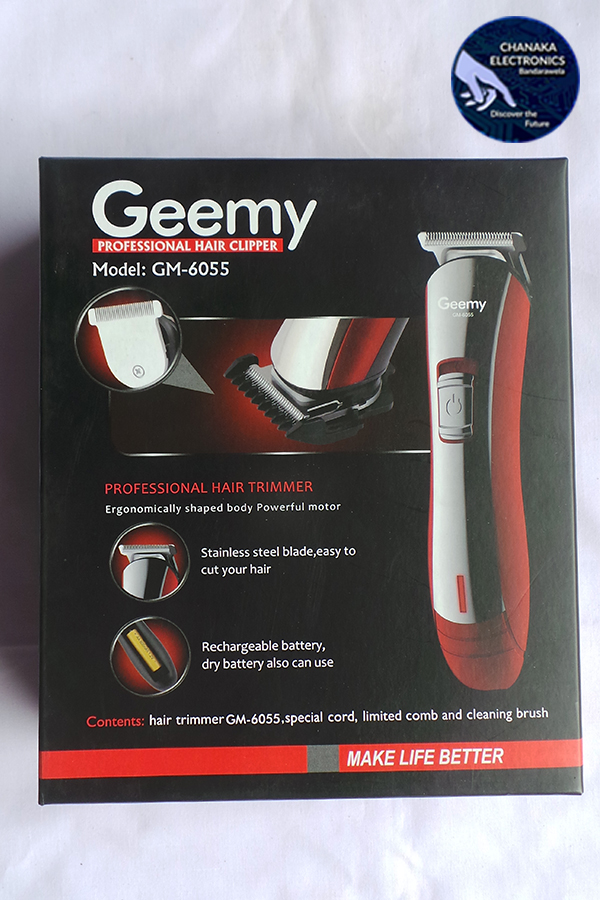 CHANAKA
ELECTRONICS
Bandarawela
Discover the
Future
Geemy
PROFESSIONAL HAIR CLIPPER
Model: GM-6055
Geemy
GM-6055
PROFESSIONAL HAIR TRIMMER
Ergonomically shaped body Powerful motor
Stainless steel blade,easy to
cut your hair
Rechargeable battery,
dry battery also can use
Contents: hair trimmer GM-6055,special cord, limited comb and cleaning brush
MAKE LIFE BETTER